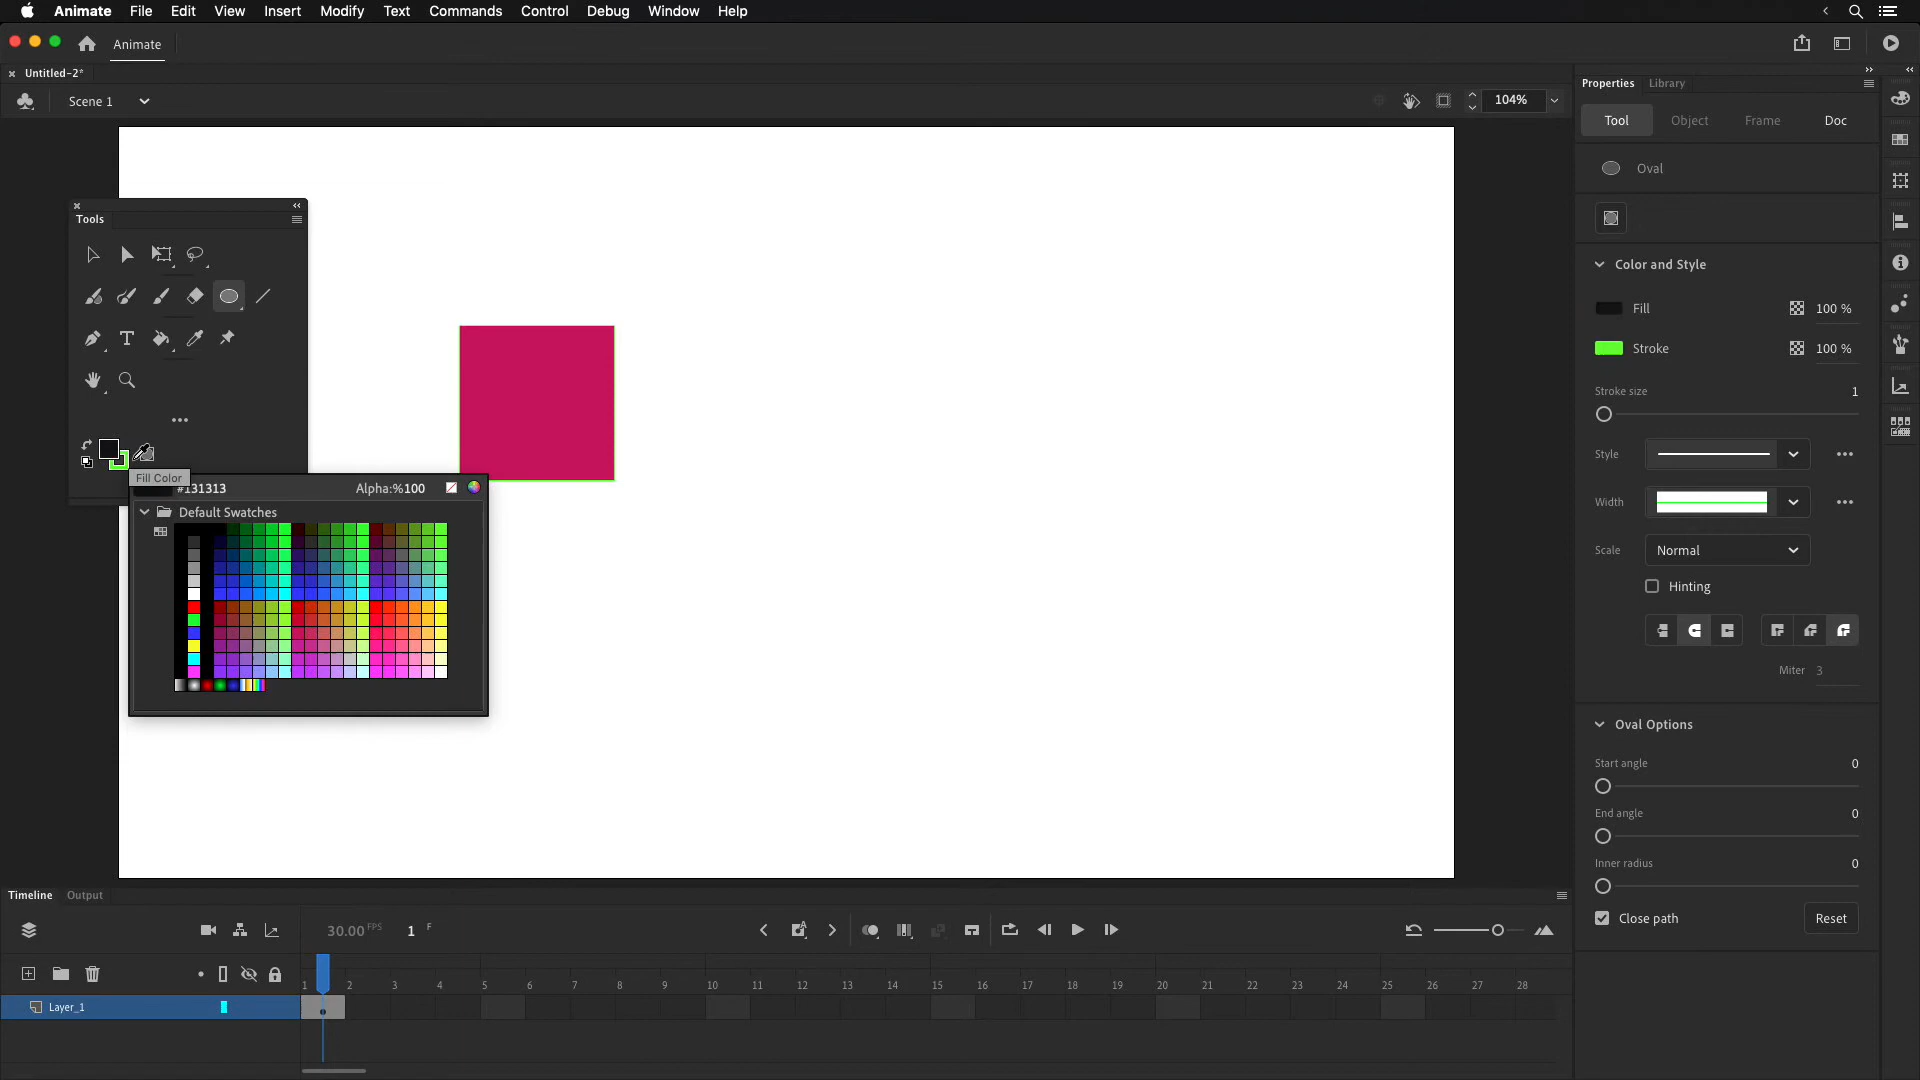 Animate File Edit View Insert Modify Text Commands Control Debug Window Help
Animate
Untitled-2*
Scene 1
104%
Properties Library
Tool Object Frame Doc
Oval
Color and Style
Fill 100 %
Stroke 100 %
Stroke size 1
Style
Width
Scale Normal
Hinting
Miter 3
Oval Options
Start angle 0
End angle 0
Inner radius 0
Close path Reset
Tools
T
Fill Color
#131313 Alpha:%100
Default Swatches
Timeline Output
30.00 FPS 1 F
1 2 3 4 5 6 7 8 9 10 11 12 13 14 15 16 17 18 19 20 21 22 23 24 25 26 27 28
Layer_1